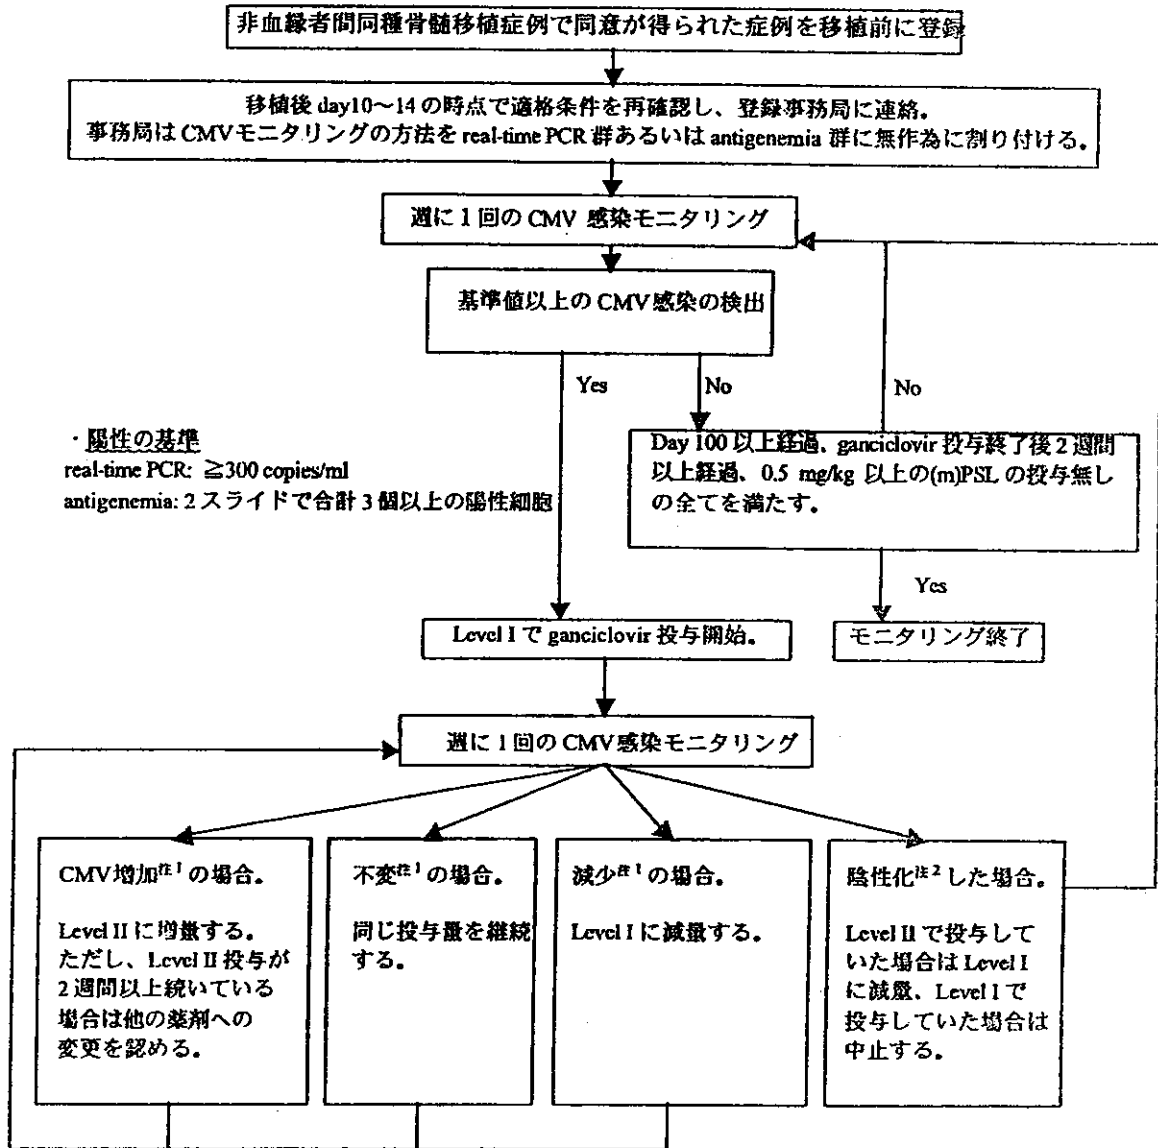 非血縁者間同種骨髄移植症例で同意が得られた症例を移植前に登録
移植後 day10～14 の時点で適格条件を再確認し、登録事務局に連絡。
事務局は CMV モニタリングの方法を real-time PCR 群あるいは antigenemia 群に無作為に割り付ける。
週に 1 回の CMV 感染モニタリング
基準値以上の CMV 感染の検出
Yes
No
No
・陽性の基準
real-time PCR: ≧300 copies/ml
antigenemia: 2 スライドで合計 3 個以上の陽性細胞
Day 100 以上経過、ganciclovir 投与終了後 2 週間
以上経過、0.5 mg/kg 以上の(m)PSL の投与無し
の全てを満たす。
Yes
Level I で ganciclovir 投与開始。
モニタリング終了
週に 1 回の CMV 感染モニタリング
CMV 増加注1 の場合。
Level II に増量する。
ただし、Level II 投与が
2 週間以上続いている
場合は他の薬剤への
変更を認める。
不変注1 の場合。
同じ投与量を継続
する。
減少注1 の場合。
Level I に減量する。
陰性化注2 した場合。
Level II で投与して
いた場合は Level I
に減量、Level I で
投与していた場合は
中止する。